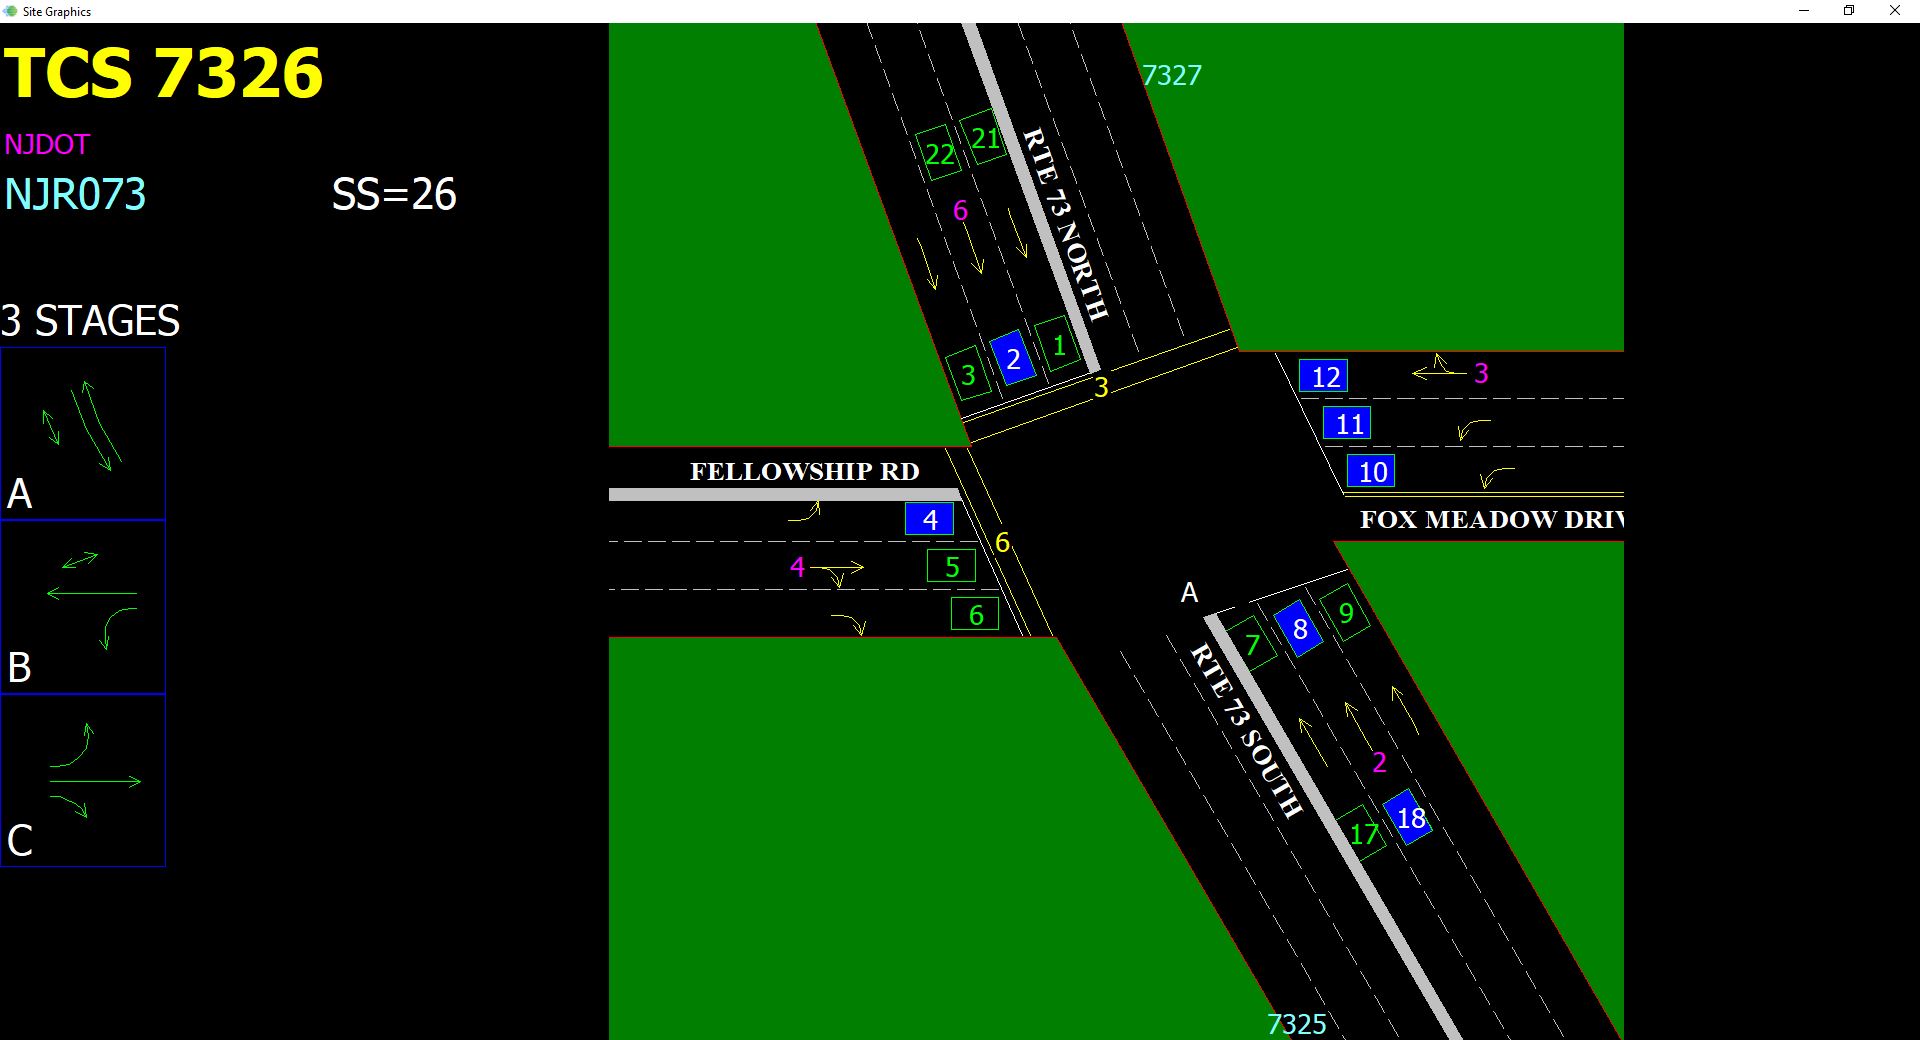 Site Graphics
TCS 7326
NJDOT
NJR073 SS=26
3 STAGES
A
B
C
7327
22
21
6
RTE 73 NORTH
3
2
1
3
12
3
11
10
FOX MEADOW DRIV
FELLOWSHIP RD
4
4
5
6
6
A
7
8
9
RTE 73 SOUTH
2
17
18
7325